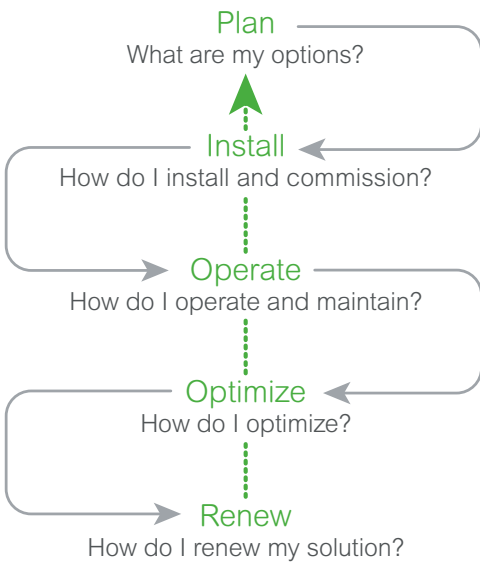 Plan
What are my options?
Install
How do I install and commission?
Operate
How do I operate and maintain?
Optimize
How do I optimize?
Renew
How do I renew my solution?